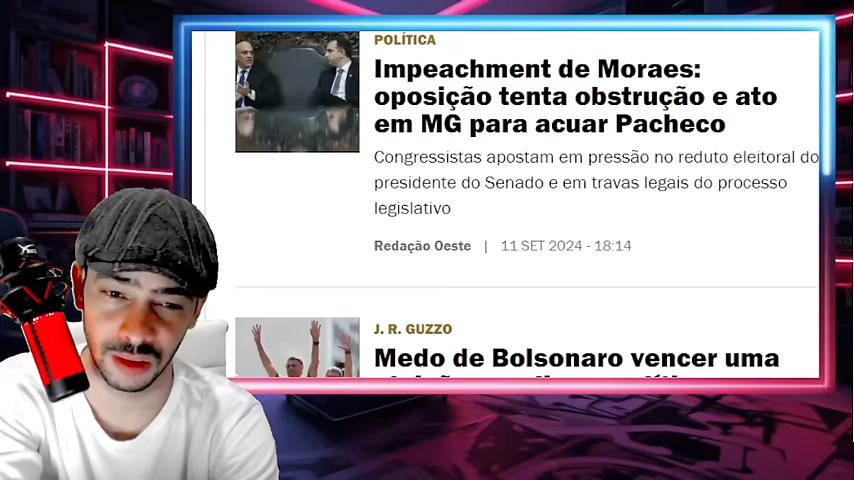 POLÍTICA
Impeachment de Moraes:
oposição tenta obstrução e ato
em MG para acuar Pacheco
Congressistas apostam em pressão no reduto eleitoral do
presidente do Senado e em travas legais do processo
legislativo
Redação Oeste | 11 SET 2024 - 18:14
J. R. GUZZO
Medo de Bolsonaro vencer uma